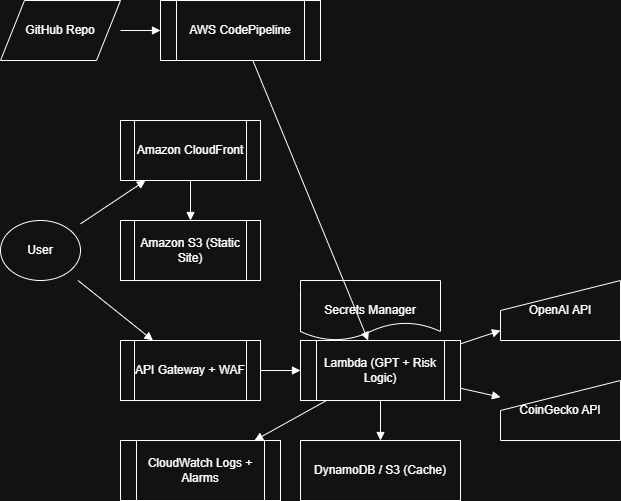 GitHub Repo
AWS CodePipeline
Amazon CloudFront
User
Amazon S3 (Static
Site)
Secrets Manager
OpenAI API
API Gateway + WAF
Lambda (GPT + Risk
Logic)
CoinGecko API
CloudWatch Logs +
Alarms
DynamoDB / S3 (Cache)